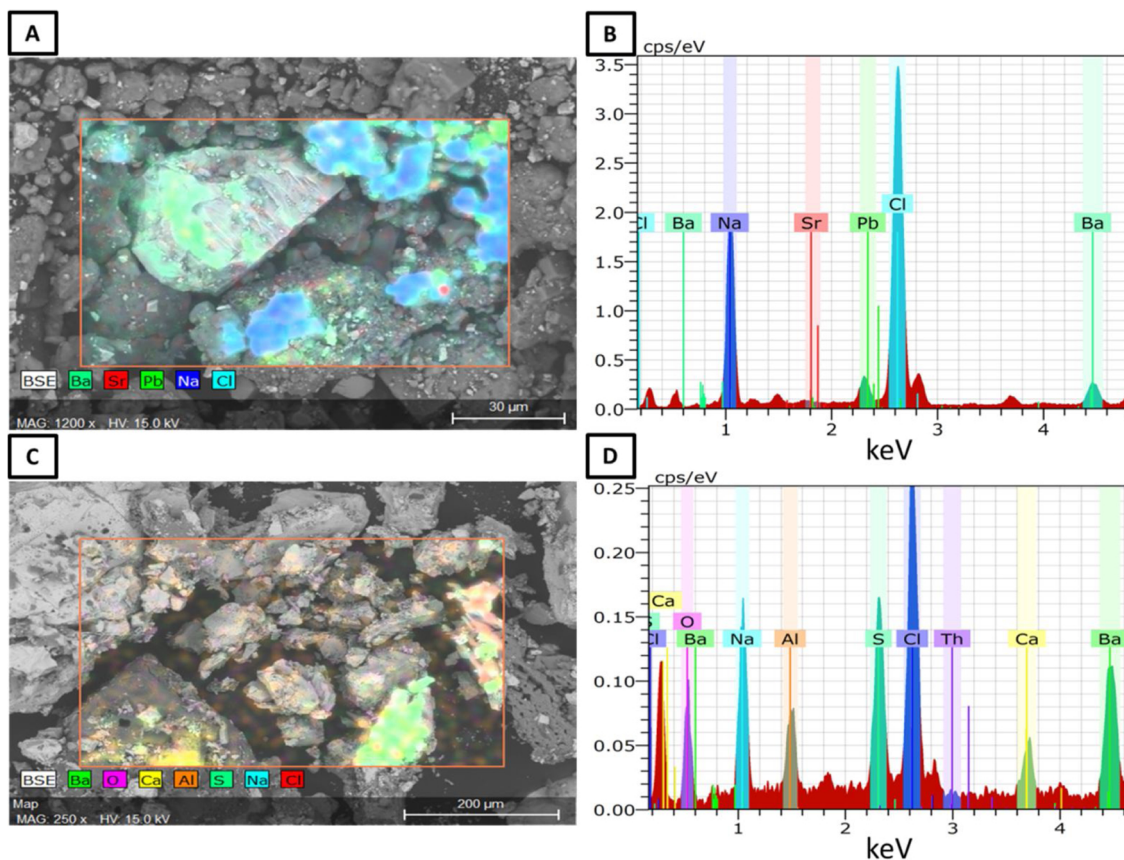 A
BSE Ba Sr Pb Na Cl
MAG: 1200 x HV: 15.0 kV 30 µm
B
cps/eV
3.5
3.0
2.5
2.0
1.5
1.0
0.5
0.0
Cl Ba Na Sr Pb Cl Ba
1 2 3 4
keV
C
BSE Ba O Ca Al S Na Cl
Map
MAG: 250 x HV: 15.0 kV 200 µm
D
cps/eV
0.25
0.20
0.15
0.10
0.05
0.00
Ca O
S
Cl Ba Na Al S Cl Th Ca Ba
1 2 3 4
keV